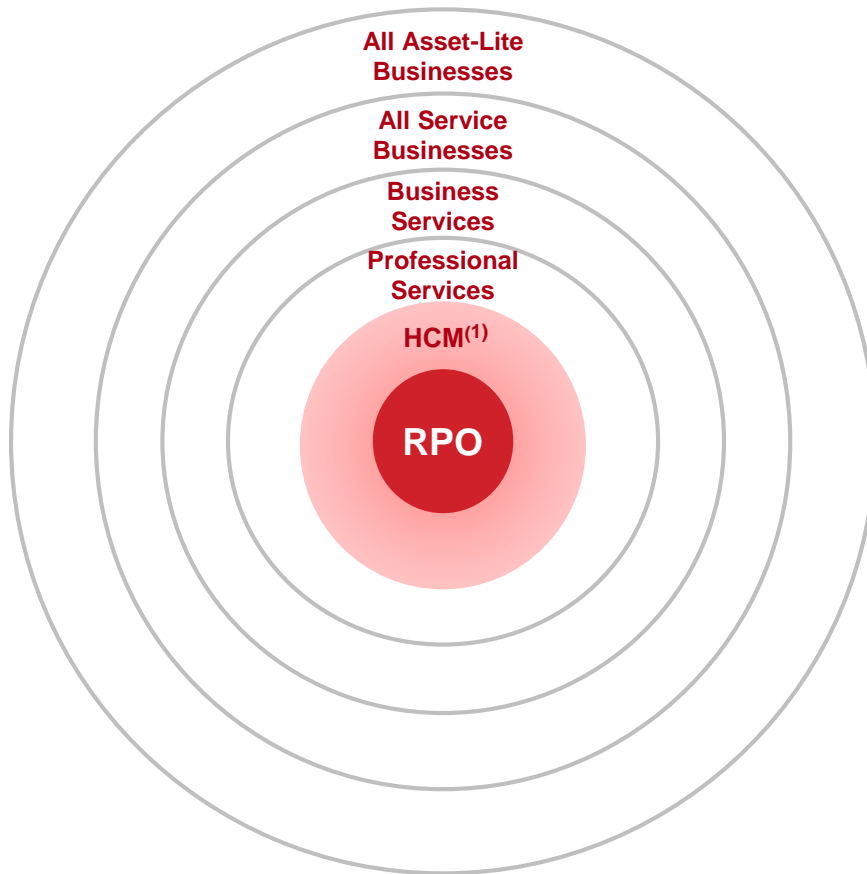 All Asset-Lite
Businesses
All Service
Businesses
Business
Services
Professional
Services
HCM(1)
RPO